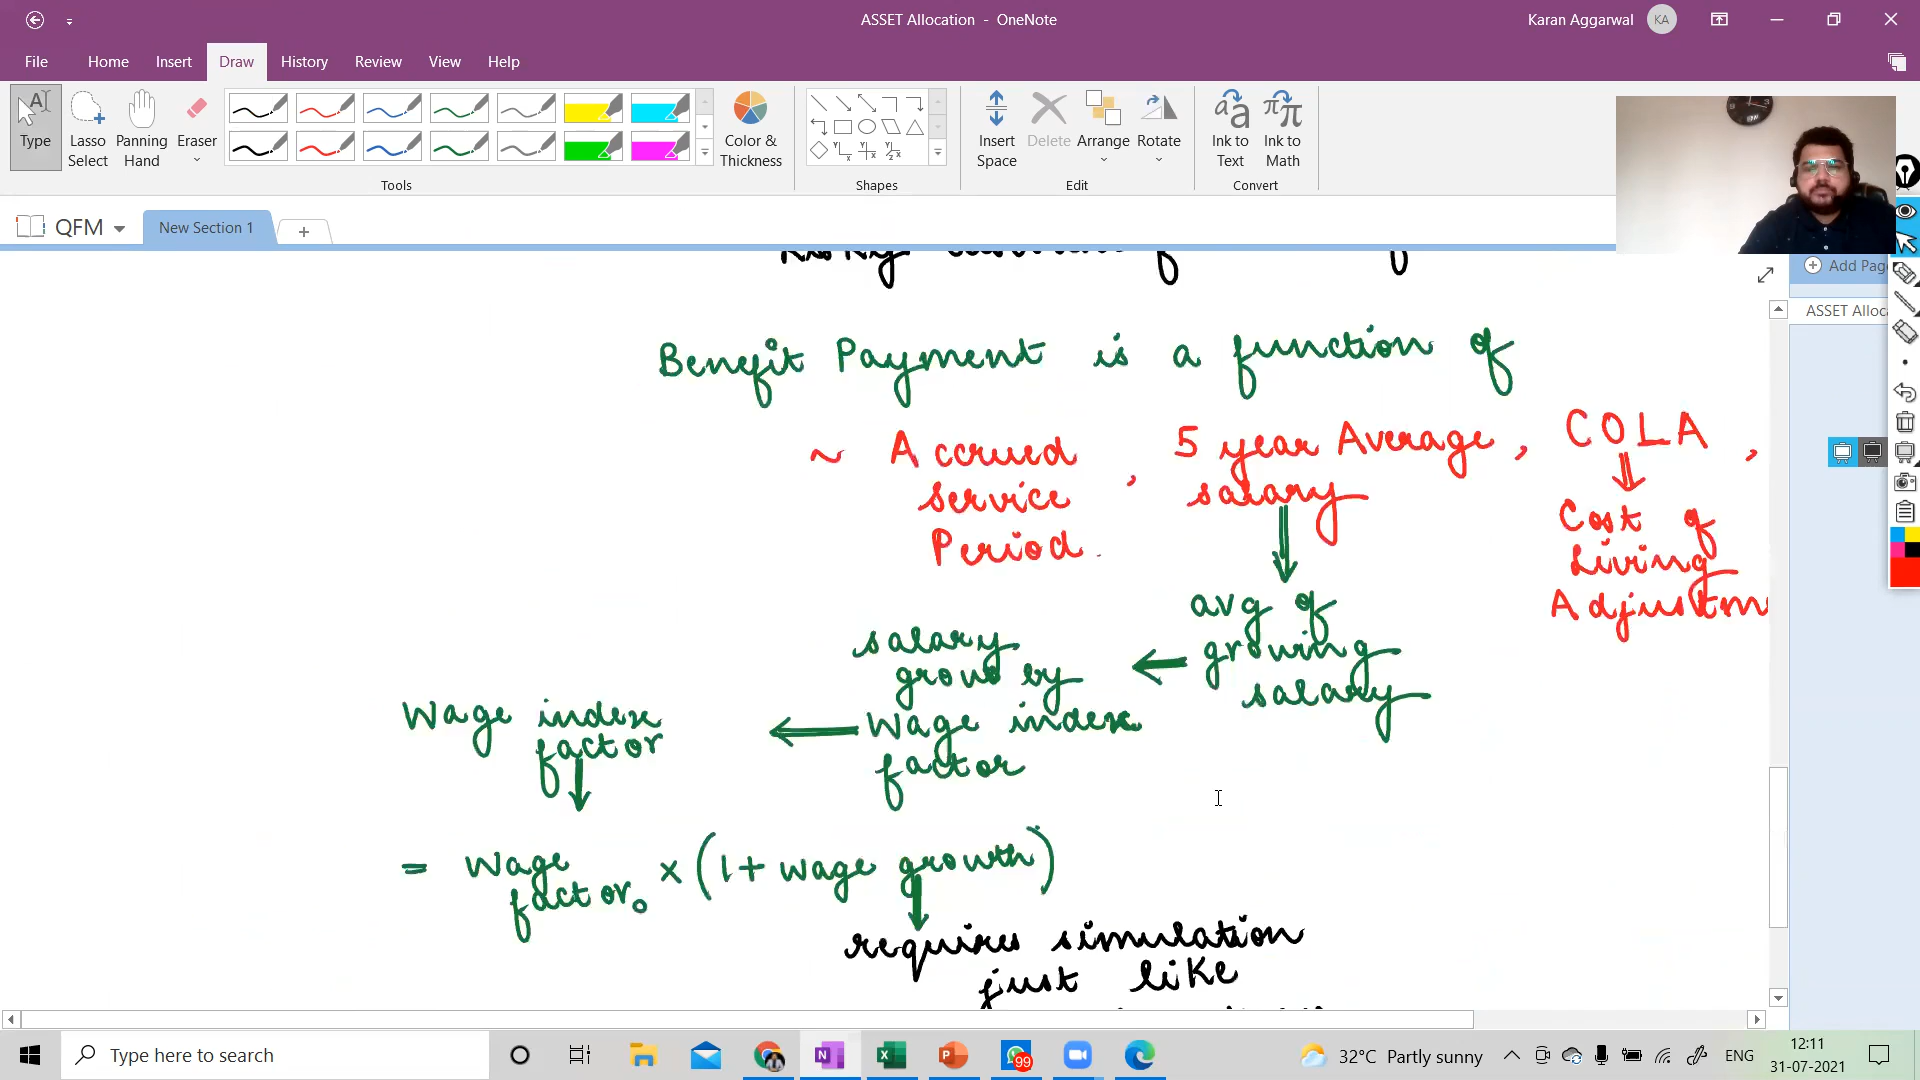 ASSET Allocation - OneNote
Karan Aggarwal KA
File Home Insert Draw History Review View Help
Type
Lasso Select
Panning Hand
Eraser
Color & Thickness
Insert Space
Delete
Arrange
Rotate
Ink to Text
Ink to Math
Tools
Shapes
Edit
Convert
QFM
New Section 1
Add Page
ASSET Alloc
Risky
Benefit Payment is a function of
~ Accrued Service Period.
, 5 year Average salary
, COLA ,
Cost of
Living
Adjustm
avg of
growing
salary
salary
grows by
wage index
factor
Wage index
factor
= wage factor₀ x (1 + wage growth)
requires simulation
just like
Type here to search
99
32°C Partly sunny
ENG
12:11
31-07-2021